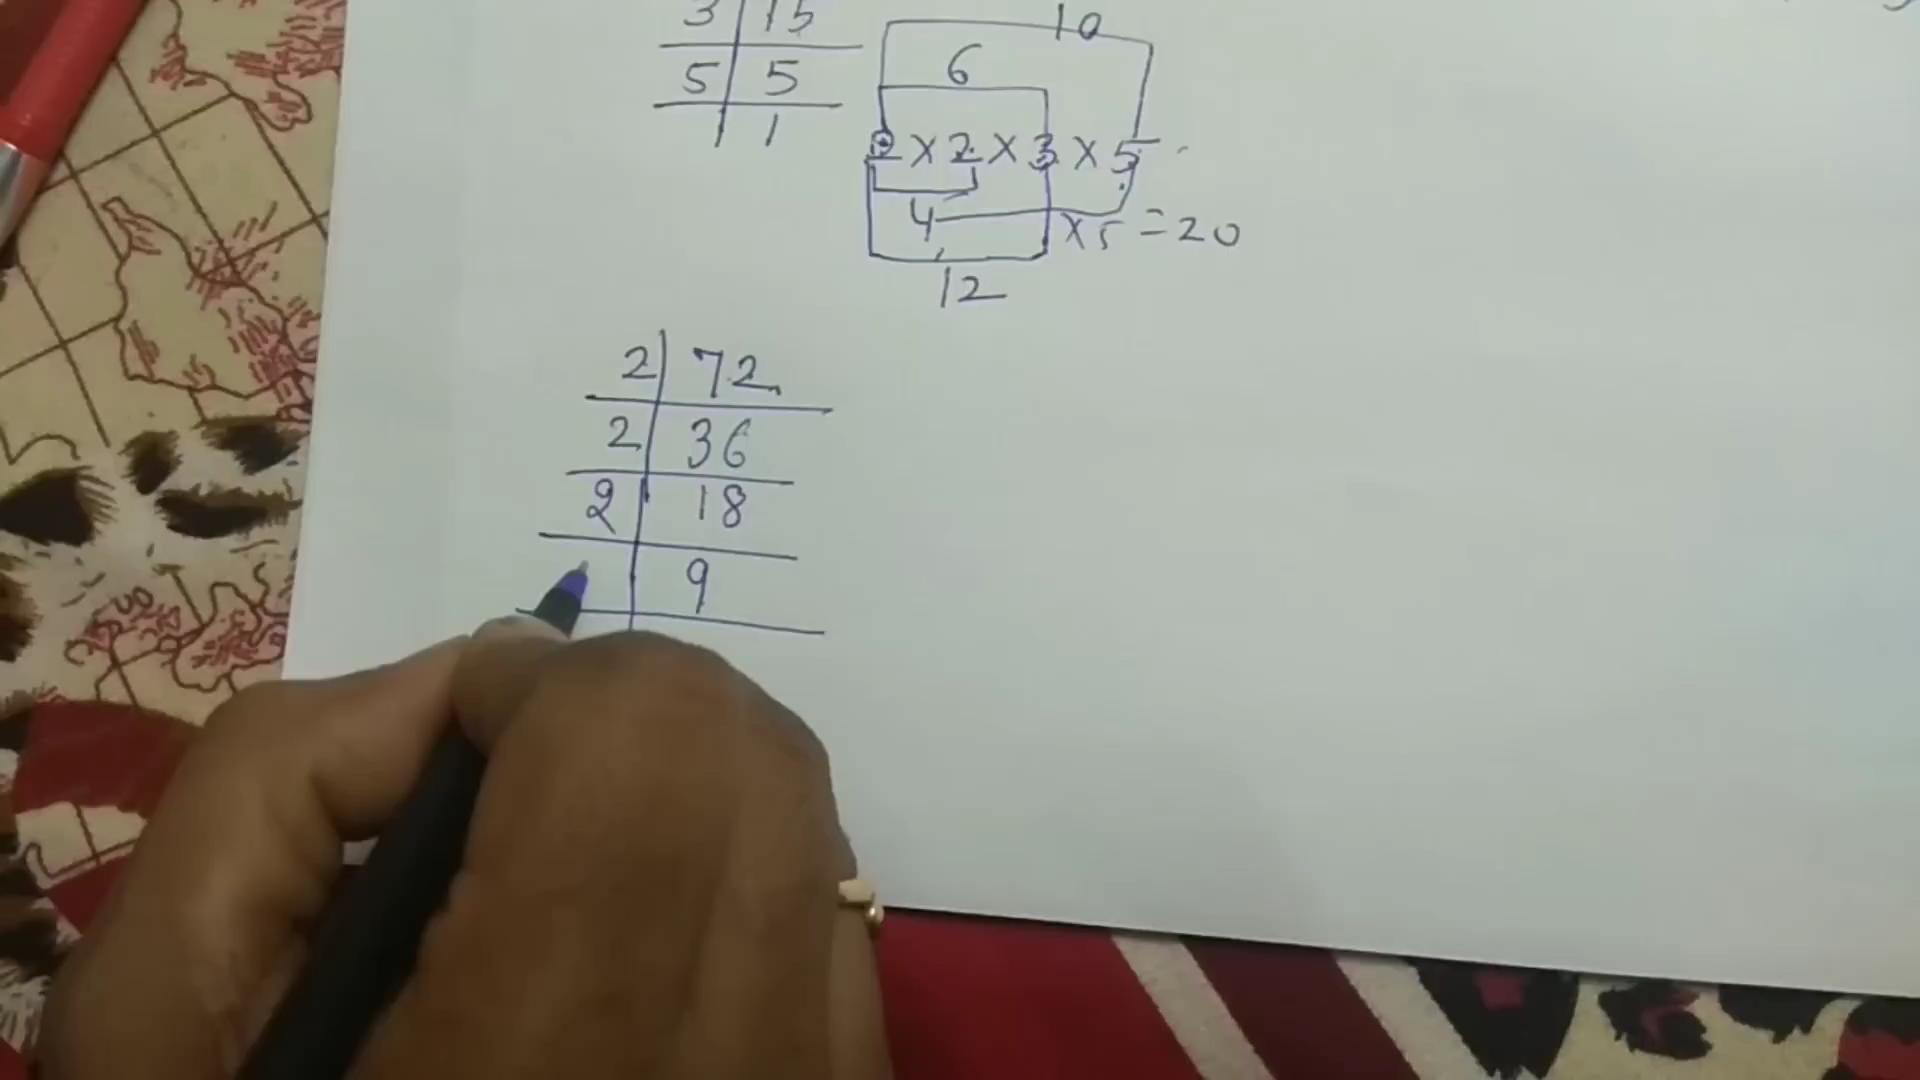 3 | 15
5 | 5
1 | 1
10
6
2 x 2 x 3 x 5
4 x 5 = 20
12
2 | 72
2 | 36
2 | 18
9